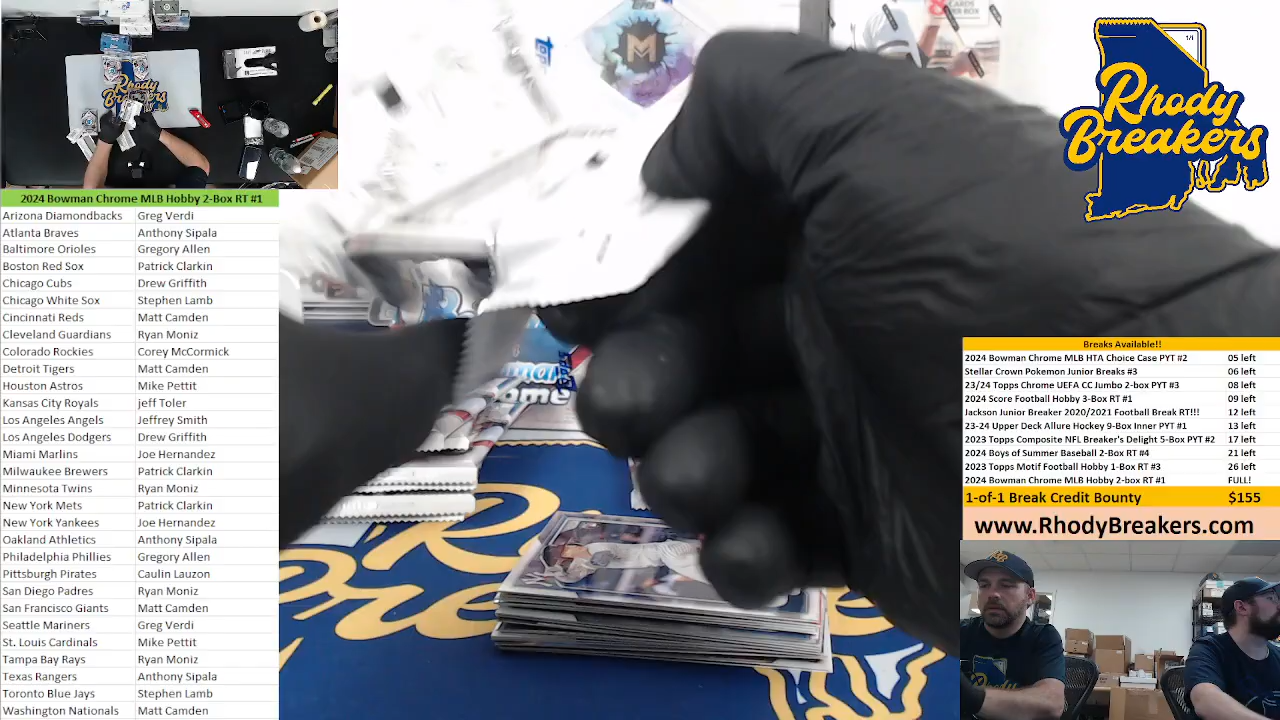 2024 Bowman Chrome MLB Hobby 2-Box RT #1
Arizona Diamondbacks Greg Verdi
Atlanta Braves Anthony Sipala
Baltimore Orioles Gregory Allen
Boston Red Sox Patrick Clarkin
Chicago Cubs Drew Griffith
Chicago White Sox Stephen Lamb
Cincinnati Reds Matt Camden
Cleveland Guardians Ryan Moniz
Colorado Rockies Corey McCormick
Detroit Tigers Matt Camden
Houston Astros Mike Pettit
Kansas City Royals jeff Toler
Los Angeles Angels Jeffrey Smith
Los Angeles Dodgers Drew Griffith
Miami Marlins Joe Hernandez
Milwaukee Brewers Patrick Clarkin
Minnesota Twins Ryan Moniz
New York Mets Patrick Clarkin
New York Yankees Joe Hernandez
Oakland Athletics Anthony Sipala
Philadelphia Phillies Gregory Allen
Pittsburgh Pirates Caulin Lauzon
San Diego Padres Ryan Moniz
San Francisco Giants Matt Camden
Seattle Mariners Greg Verdi
St. Louis Cardinals Mike Pettit
Tampa Bay Rays Ryan Moniz
Texas Rangers Anthony Sipala
Toronto Blue Jays Stephen Lamb
Washington Nationals Matt Camden
1/1
Rhody
Breakers
Breaks Available!!
2024 Bowman Chrome MLB HTA Choice Case PYT #2 05 left
Stellar Crown Pokemon Junior Breaks #3 06 left
23/24 Topps Chrome UEFA CC Jumbo 2-box PYT #3 08 left
2024 Score Football Hobby 3-Box RT #1 09 left
Jackson Junior Breaker 2020/2021 Football Break RT!!! 12 left
23-24 Upper Deck Allure Hockey 9-Box Inner PYT #1 13 left
2023 Topps Composite NFL Breaker's Delight 5-Box PYT #2 17 left
2024 Boys of Summer Baseball 2-Box RT #4 21 left
2023 Topps Motif Football Hobby 1-Box RT #3 26 left
2024 Bowman Chrome MLB Hobby 2-box RT #1 FULL!
1-of-1 Break Credit Bounty $155
www.RhodyBreakers.com